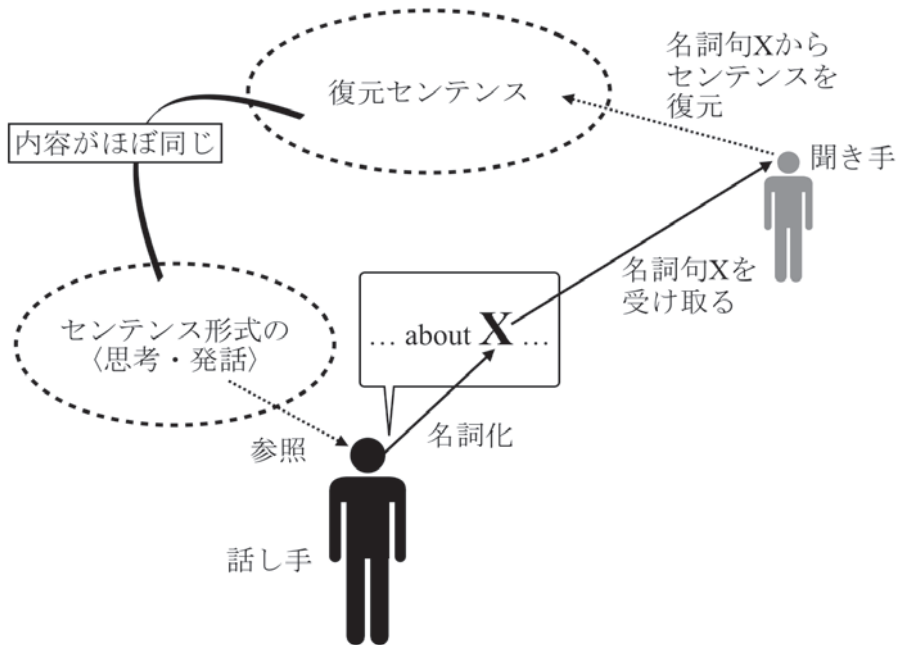 名詞句Xから
センテンスを
復元
復元センテンス
内容がほぼ同じ
聞き手
名詞句Xを
受け取る
センテンス形式の
〈思考・発話〉
… about X …
参照
名詞化
話し手